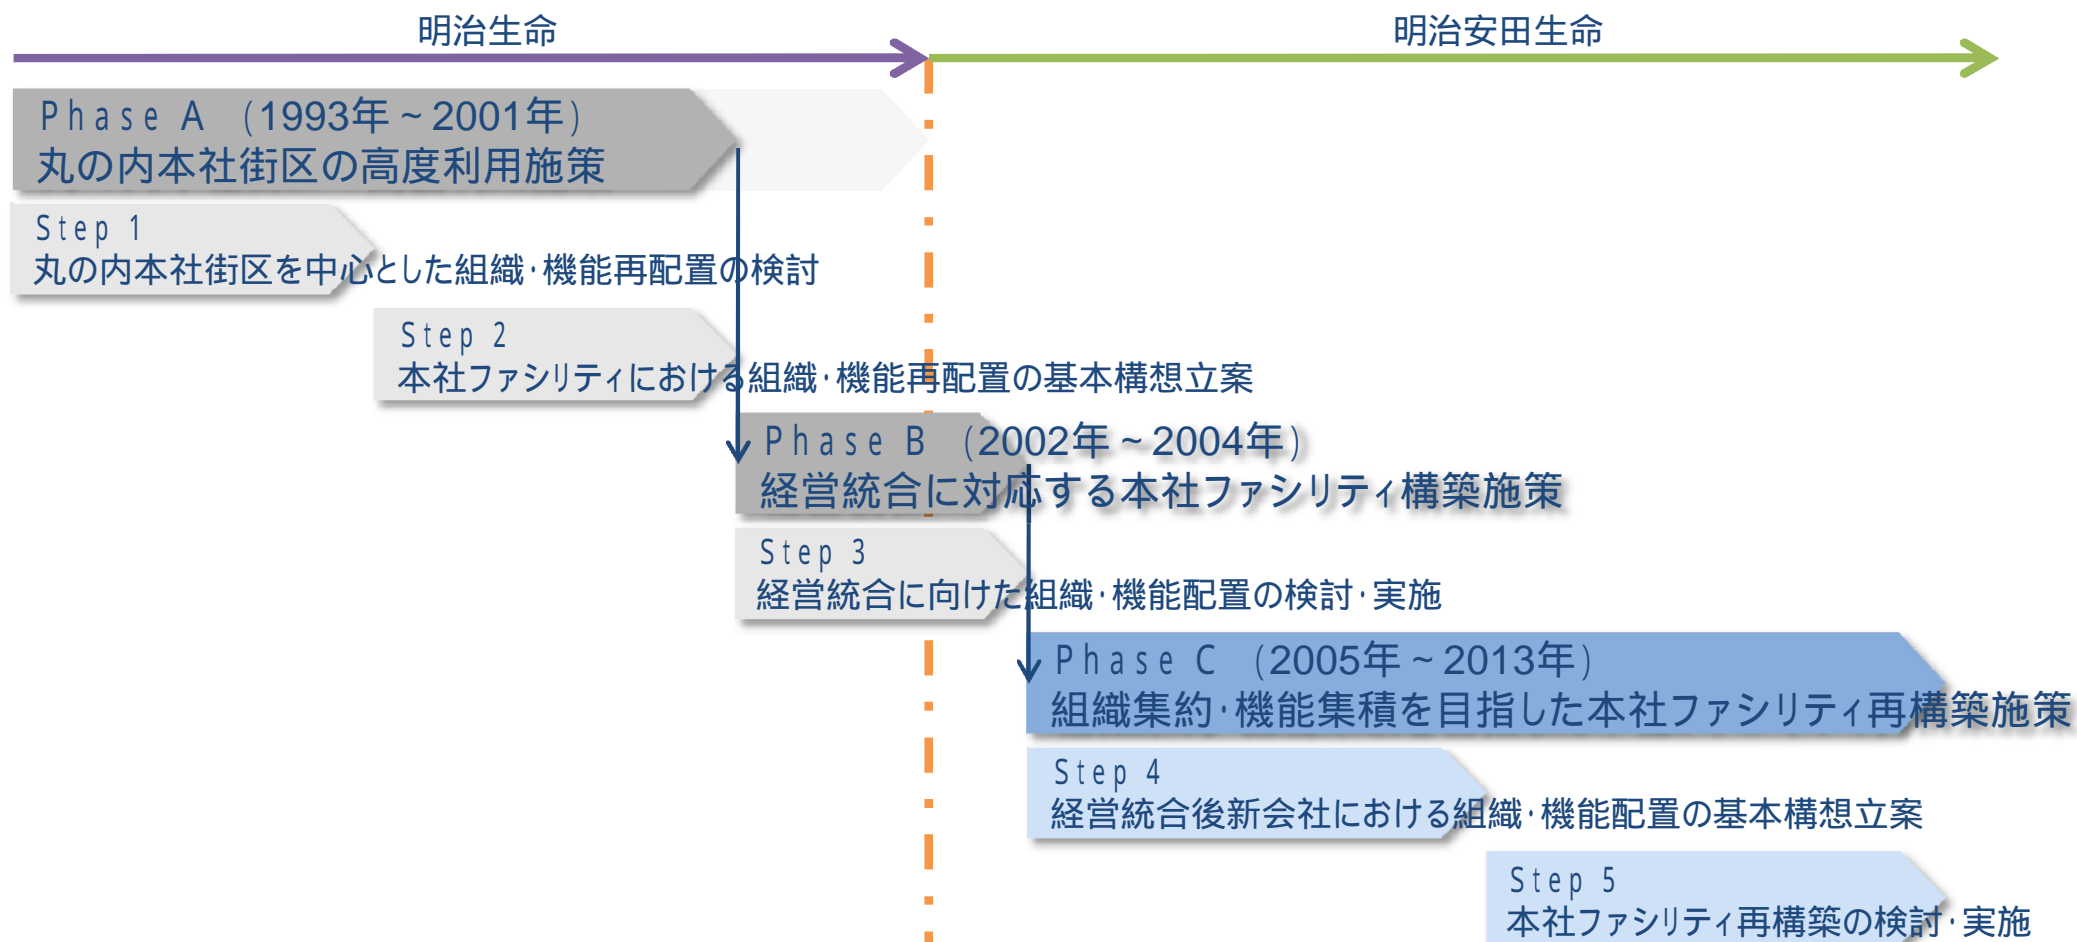 明治生命
明治安田生命
Phase A (1993年~2001年)
丸の内本社街区の高度利用施策
Step 1
丸の内本社街区を中心とした組織･機能再配置の検討
Step 2
本社ファシリティにおける組織･機能再配置の基本構想立案
Phase B (2002年~2004年)
経営統合に対応する本社ファシリティ構築施策
Step 3
経営統合に向けた組織･機能配置の検討･実施
Phase C (2005年~2013年)
組織集約･機能集積を目指した本社ファシリティ再構築施策
Step 4
経営統合後新会社における組織･機能配置の基本構想立案
Step 5
本社ファシリティ再構築の検討･実施